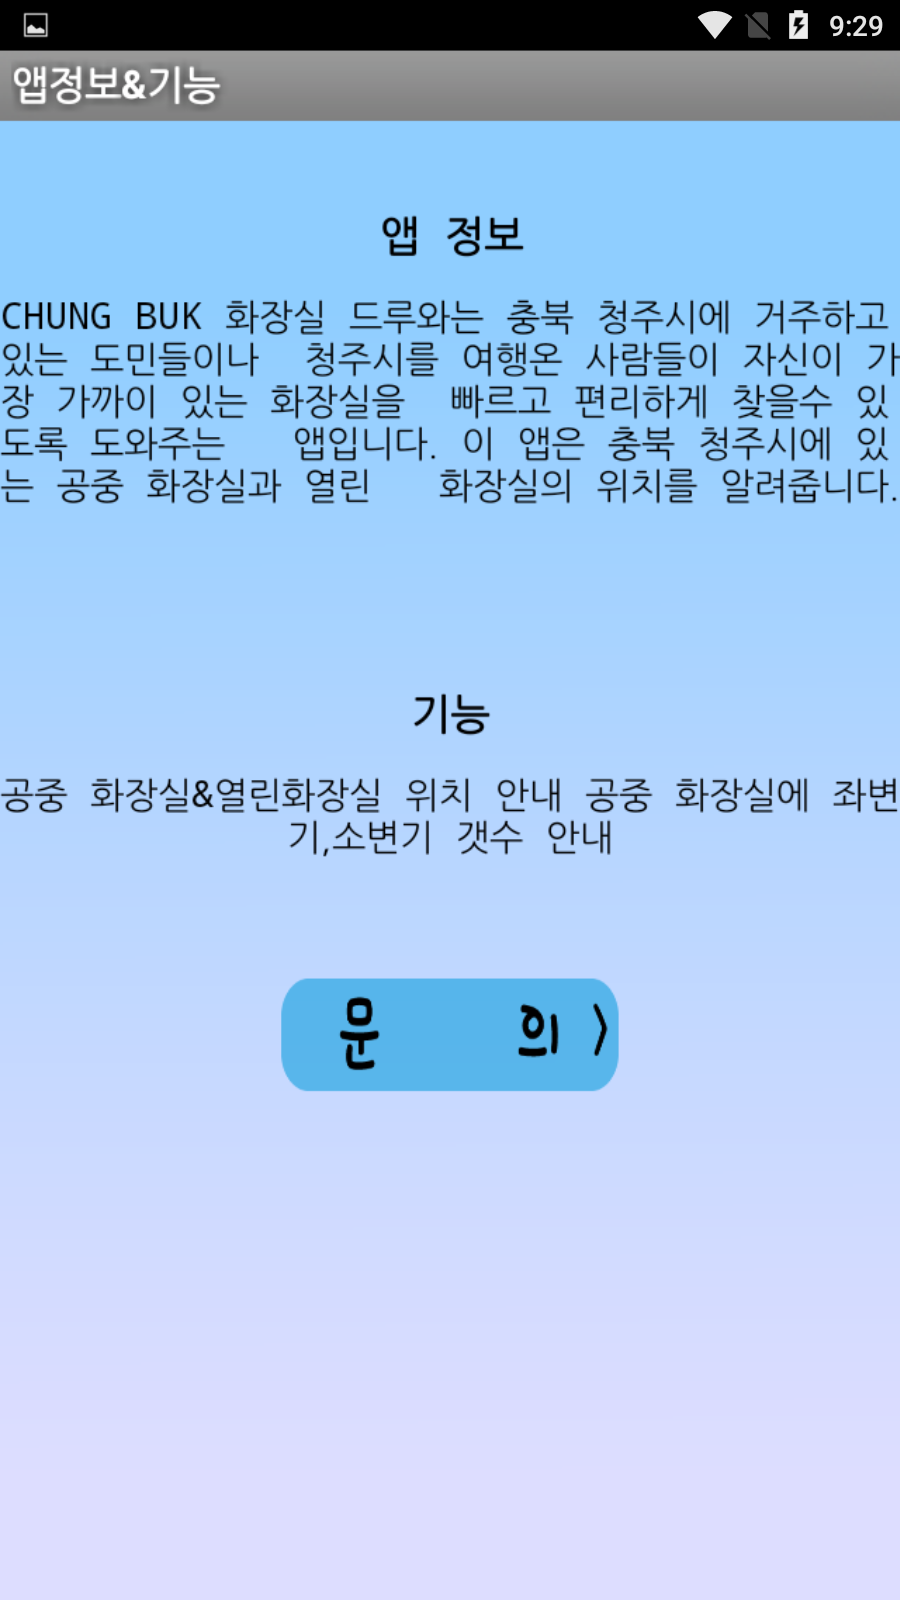 9:29
앱정보&기능
앱 정보
CHUNG BUK 화장실 드루와는 충북 청주시에 거주하고
있는 도민들이나 청주시를 여행온 사람들이 자신이 가
장 가까이 있는 화장실을 빠르고 편리하게 찾을수 있
도록 도와주는 앱입니다. 이 앱은 충북 청주시에 있
는 공중 화장실과 열린 화장실의 위치를 알려줍니다.
기능
공중 화장실&열린화장실 위치 안내 공중 화장실에 좌변
기,소변기 갯수 안내
문 의 >